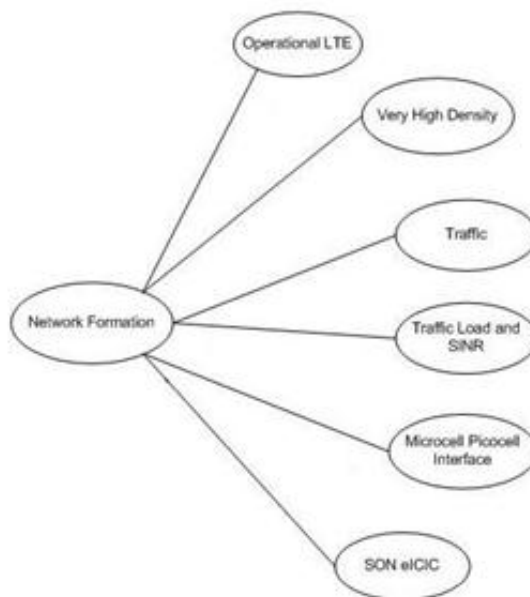 Operational LTE
Very High Density
Traffic
Network Formation
Traffic Load and
SINR
Microcell Picocell
Interface
SON eICIC